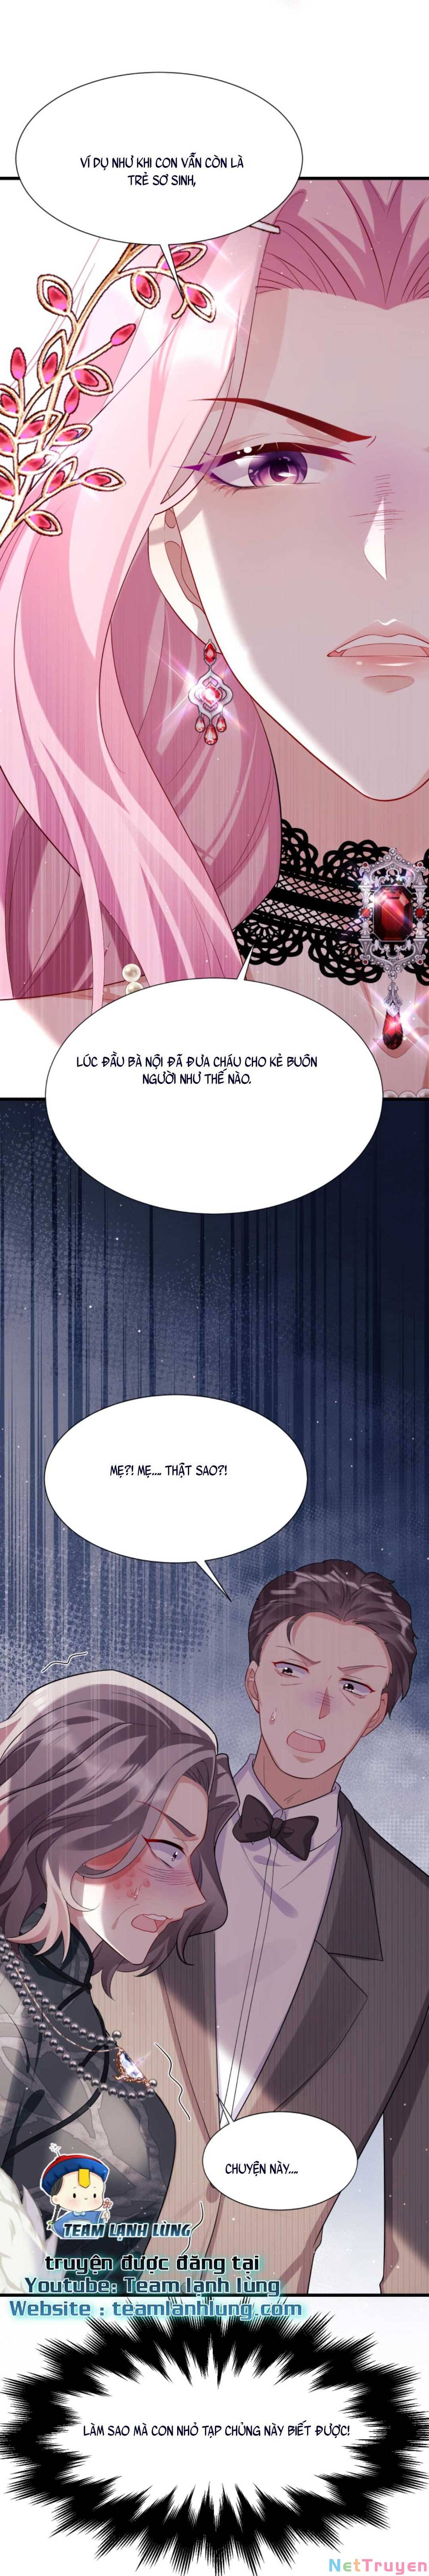 VÍ DỤ NHƯ KHI CON VẪN CÒN LÀ
TRẺ SƠ SINH,
LÚC ĐẦU BÀ NỘI ĐÃ ĐƯA CHÁU CHO KẺ BUÔN
NGƯỜI NHƯ THẾ NÀO.
MẸ?! MẸ.... THẬT SAO?!
CHUYỆN NÀY....
TEAM LẠNH LÙNG
truyện được đăng tại
Youtube: Team lạnh lùng
Website : teamlanhlung.com
LÀM SAO MÀ CON NHỎ TẠP CHỦNG NÀY BIẾT ĐƯỢC!
NetTruyen